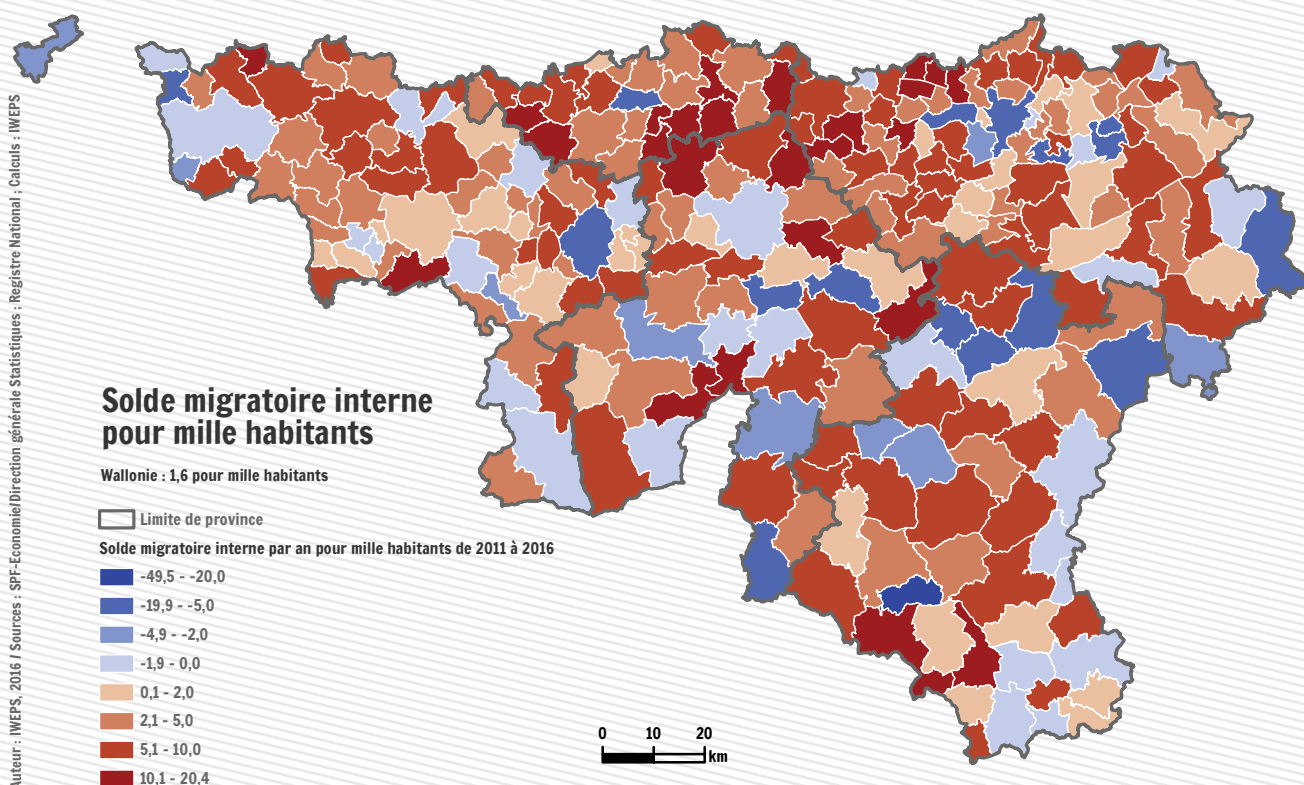 Solde migratoire interne
pour mille habitants
Wallonie : 1,6 pour mille habitants
Limite de province
Solde migratoire interne par an pour mille habitants de 2011 à 2016
-49,5 - -20,0
-19,9 - -5,0
-4,9 - -2,0
-1,9 - 0,0
0,1 - 2,0
2,1 - 5,0
5,1 - 10,0
10,1 - 20,4
0 10 20
km
Auteur : IWEPS, 2016 / Sources : SPF-Economie/Direction générale Statistiques ; Registre National ; Calculs : IWEPS